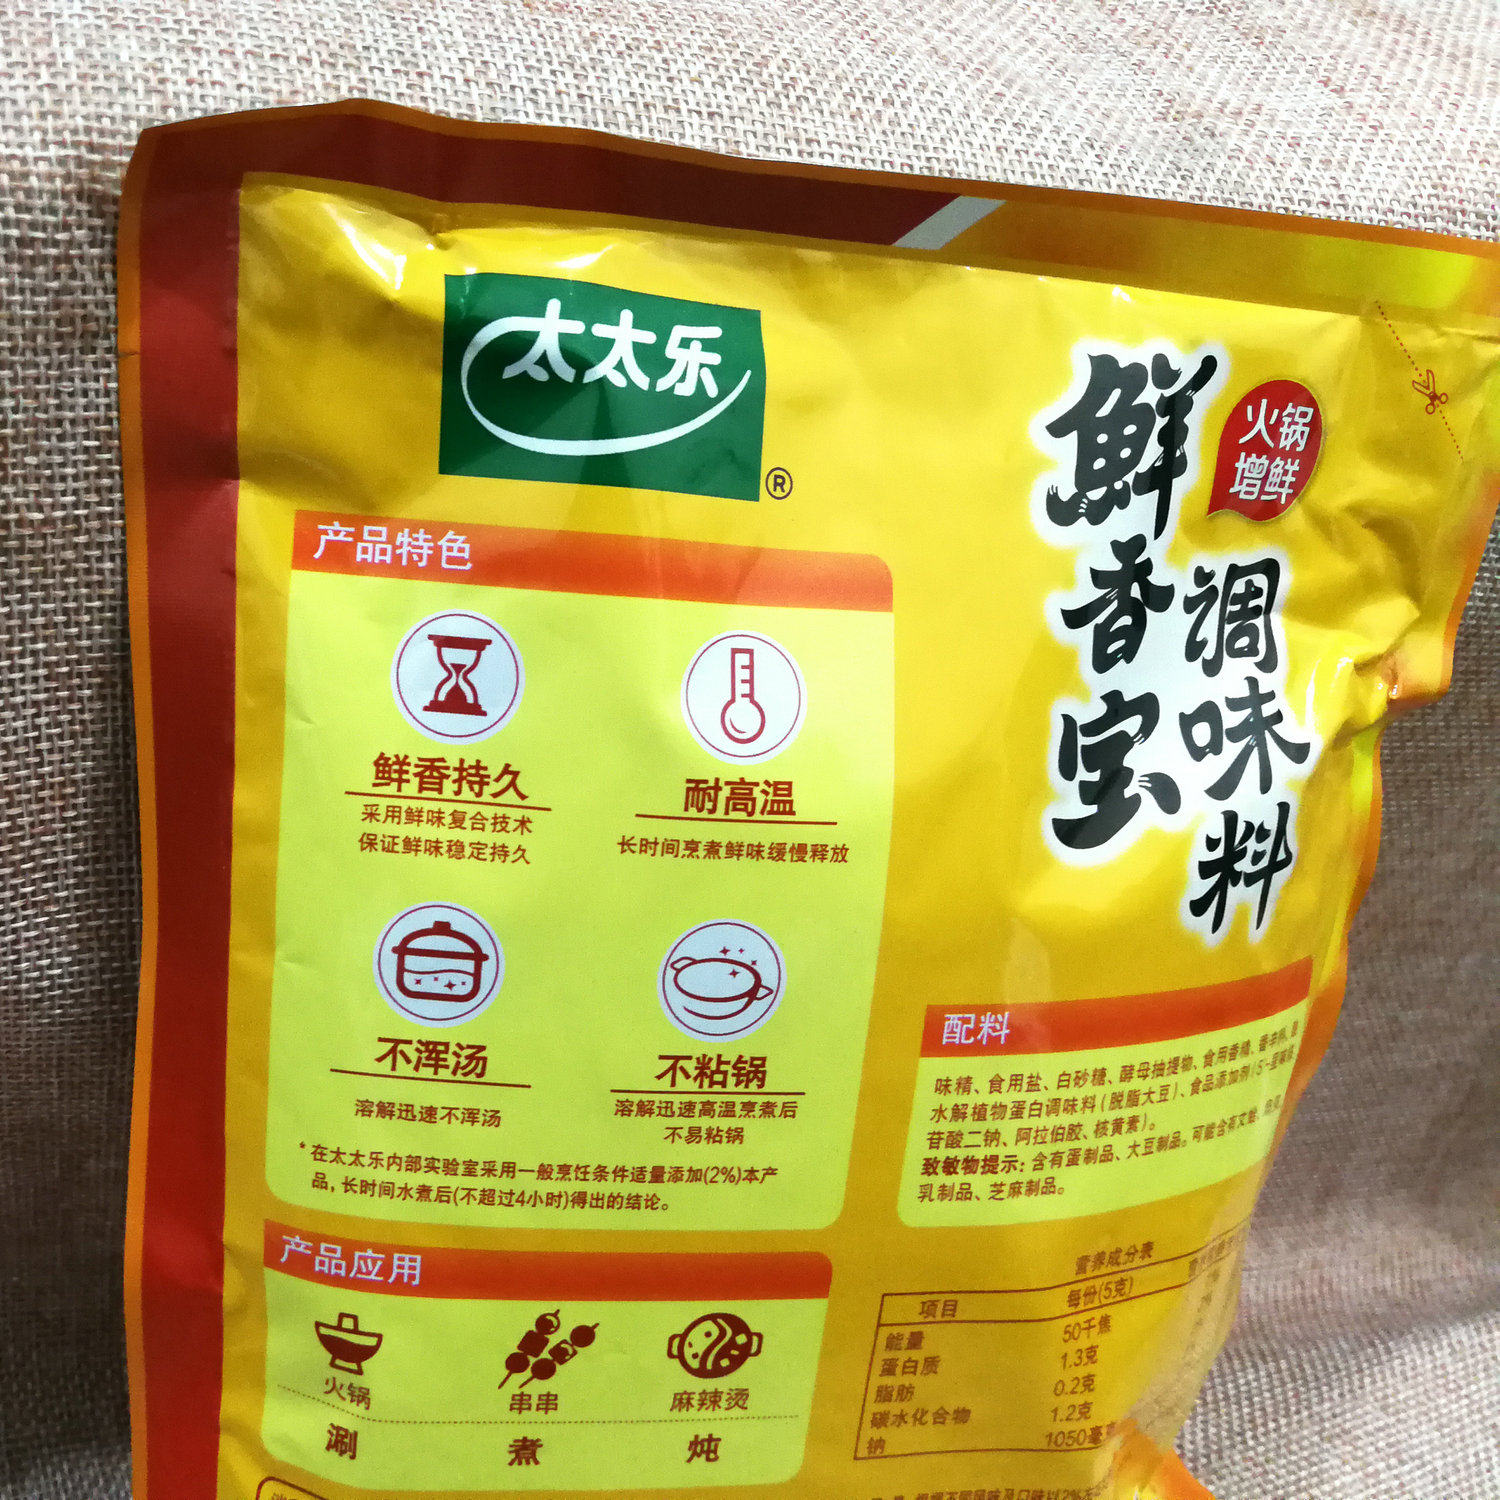 太太乐
®
鲜香宝
调味料
火锅
增鲜
产品特色
鲜香持久
采用鲜味复合技术
保证鲜味稳定持久
耐高温
长时间烹煮鲜味缓慢释放
不浑汤
溶解迅速不浑汤
不粘锅
溶解迅速高温烹煮后
不易粘锅
*在太太乐内部实验室采用一般烹饪条件适量添加(2%)本产
品,长时间水煮后(不超过4小时)得出的结论。
产品应用
火锅
串串
麻辣烫
涮
煮
炖
配料
味精、食用盐、白砂糖、酵母抽提物、食用香精、香辛料、
水解植物蛋白调味料(脱脂大豆)、食品添加剂(5'-
苷酸二钠、阿拉伯胶、核黄素)。
致敏物提示:含有蛋制品、大豆制品。可能含有
乳制品、芝麻制品。
营养成分表
项目 每份(5克)
能量 50千焦
蛋白质 1.3克
脂肪 0.2克
碳水化合物 1.2克
钠 1050毫克